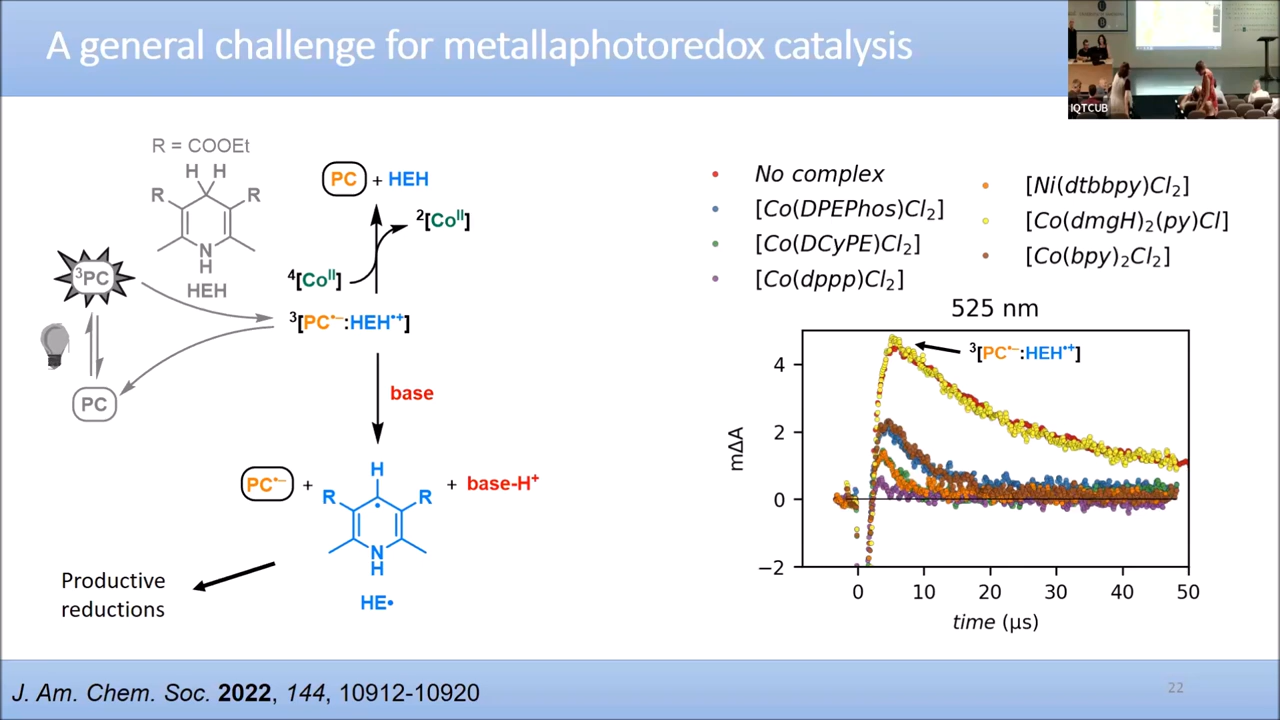 A general challenge for metallaphotoredox catalysis
IQTCUB
R = COOEt
H H
R R
N
H
HEH
³PC
PC
PC + HEH
²[Coᴵᴵ]
⁴[Coᴵᴵ]
³[PC•–:HEH•+]
base
PC•– +
H
R R
•
N
H
HE•
+ base-H⁺
Productive
reductions
No complex
[Co(DPEPhos)Cl₂]
[Co(DCyPE)Cl₂]
[Co(dppp)Cl₂]
[Ni(dtbbpy)Cl₂]
[Co(dmgH)₂(py)Cl]
[Co(bpy)₂Cl₂]
525 nm
³[PC•–:HEH•+]
mΔA
4
2
0
−2
0 10 20 30 40 50
time (μs)
J. Am. Chem. Soc. 2022, 144, 10912-10920
22